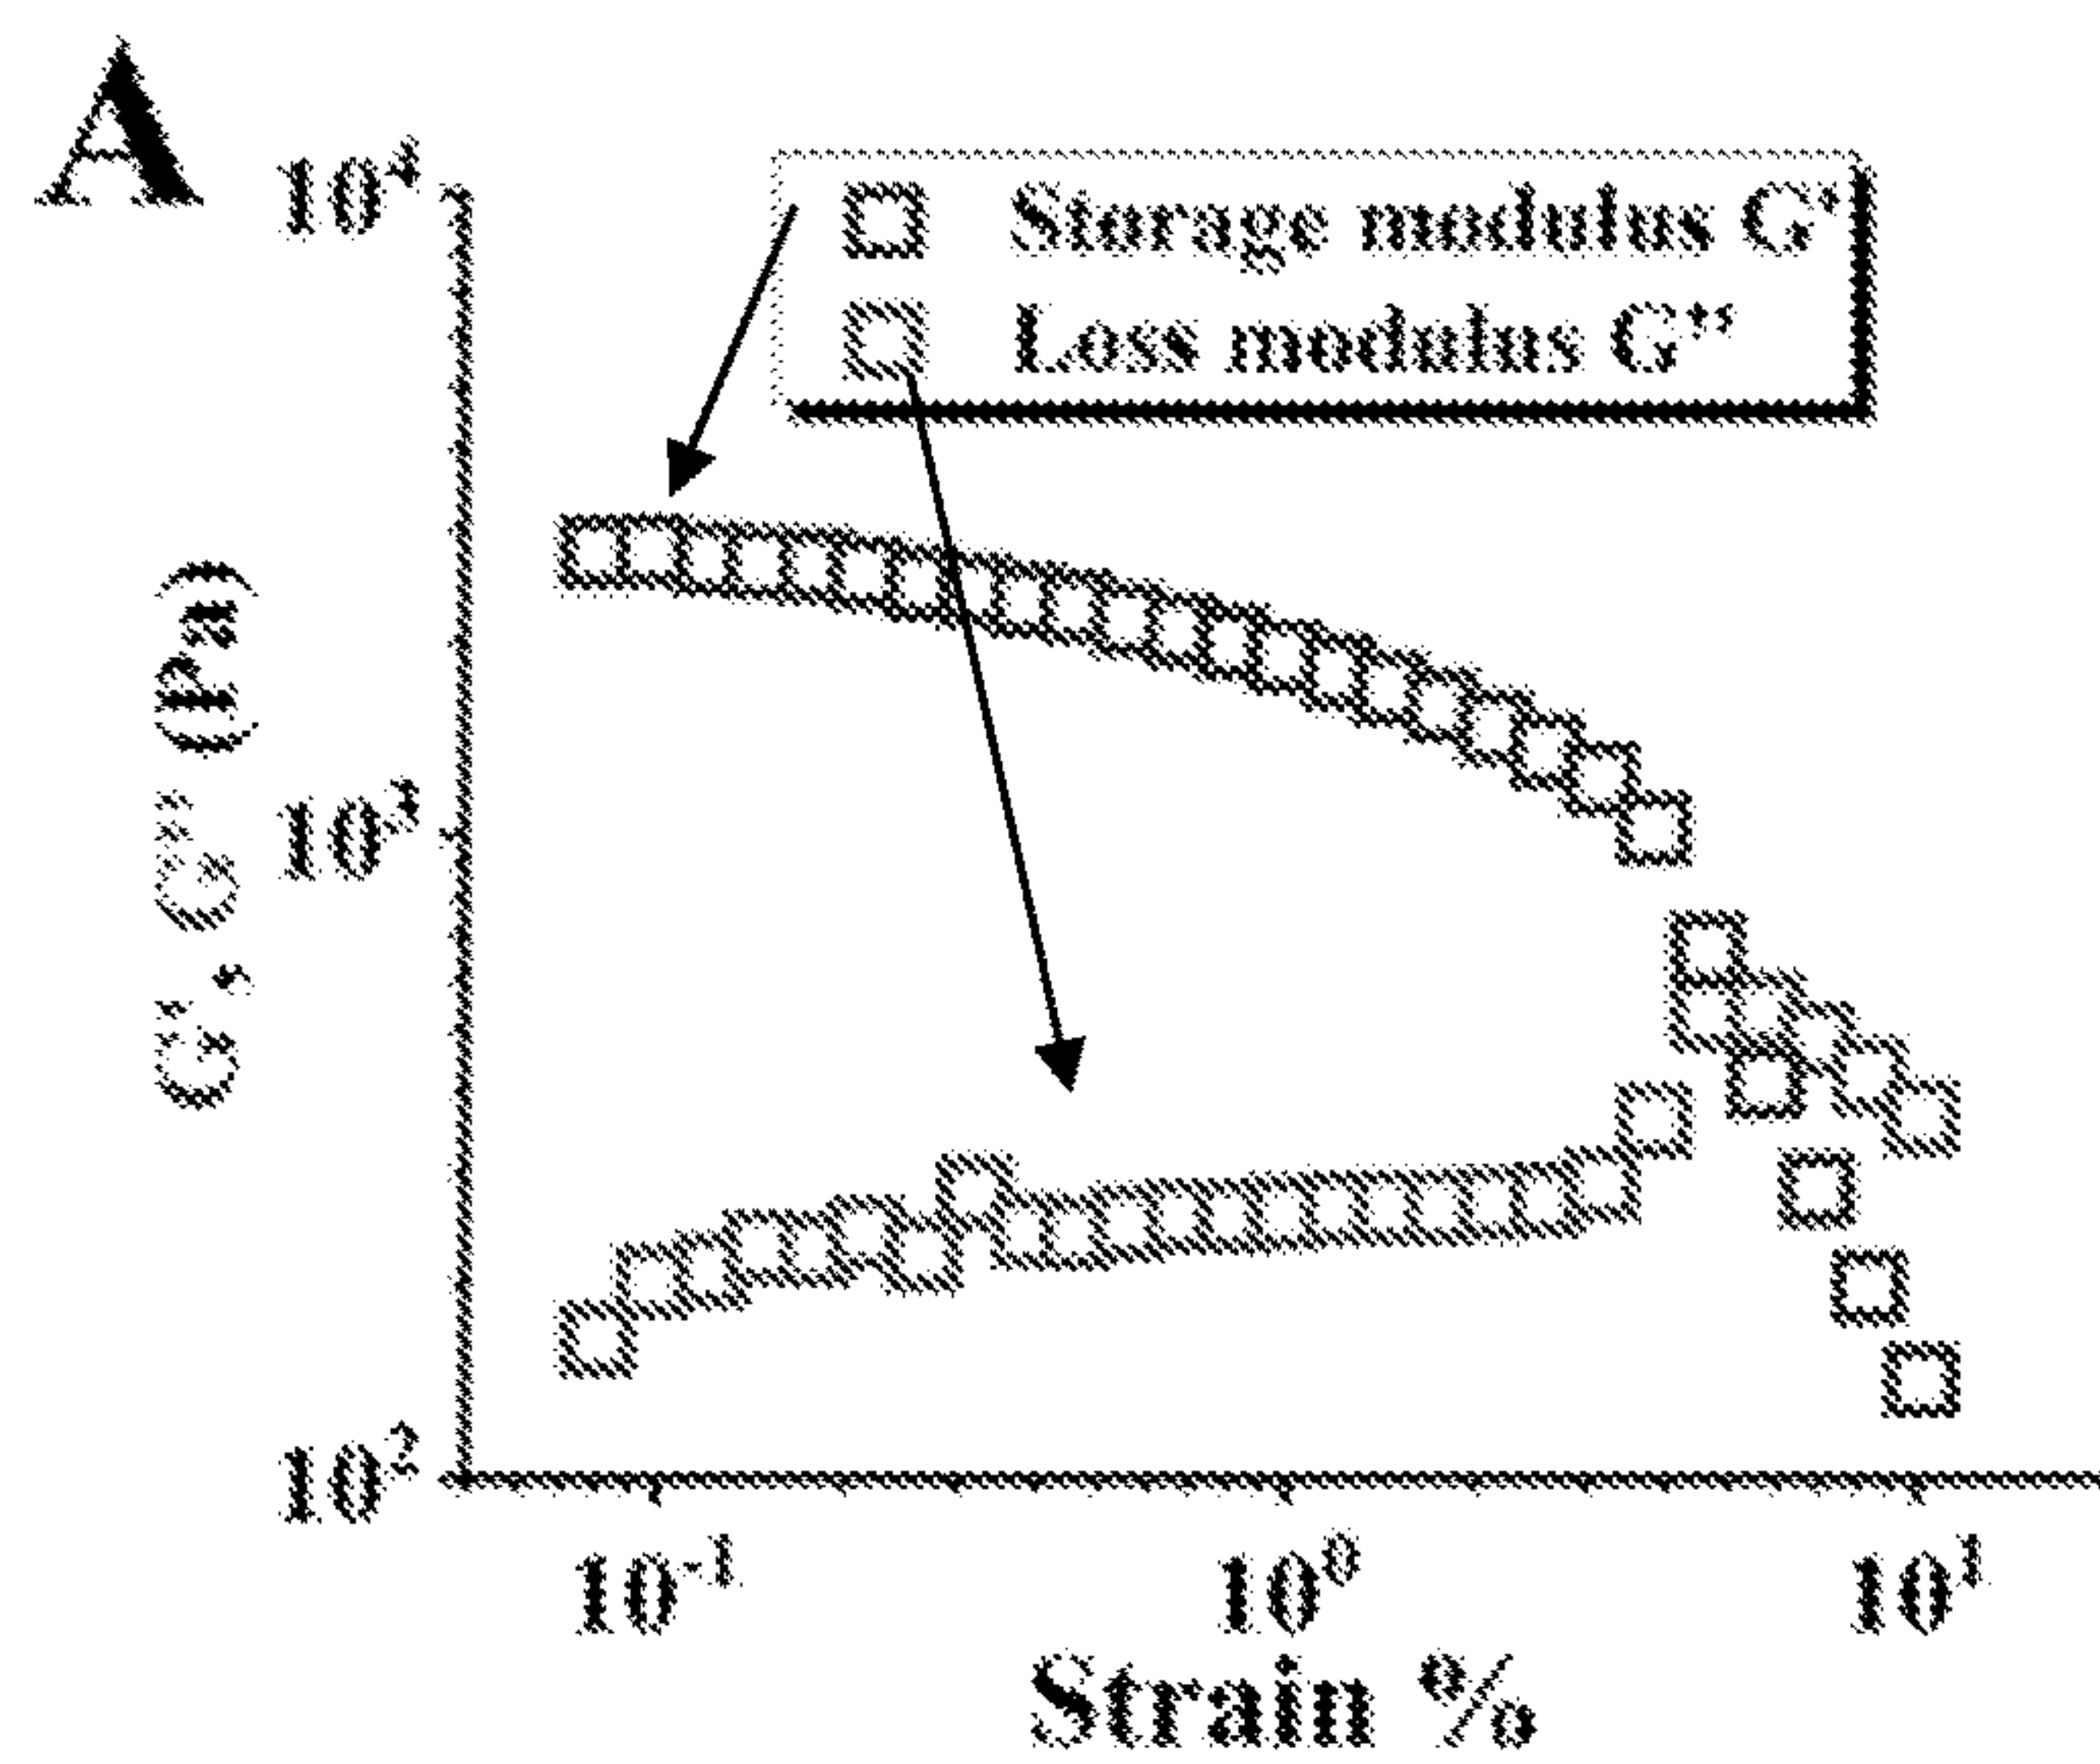 A
10⁴
Storage modulus G'
Loss modulus G''
G', G'' (Pa)
10³
10²
10⁻¹ 10⁰ 10¹
Strain %